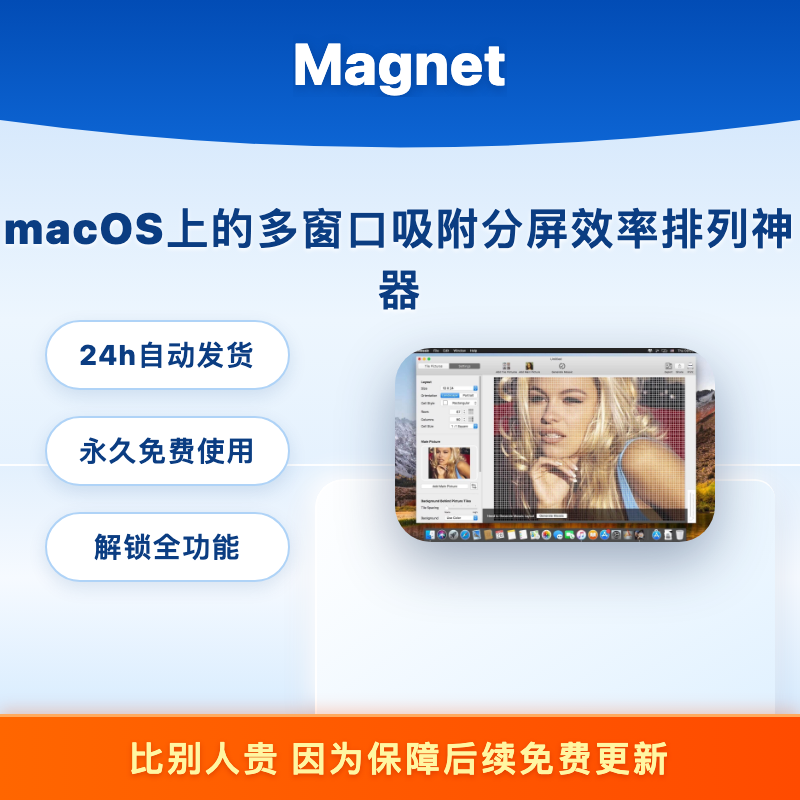 Magnet
macOS上的多窗口吸附分屏效率排列神
器
24h自动发货
永久免费使用
解锁全功能
Main Picture
比别人贵 因为保障后续免费更新